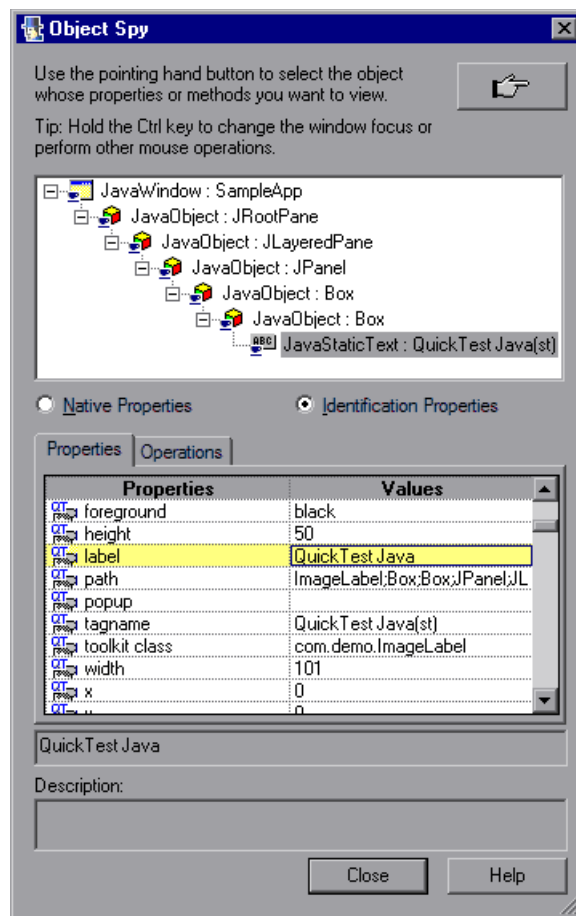 Object Spy
Use the pointing hand button to select the object
whose properties or methods you want to view.
Tip: Hold the Ctrl key to change the window focus or
perform other mouse operations.
JavaWindow : SampleApp
JavaObject : JRootPane
JavaObject : JLayeredPane
JavaObject : JPanel
JavaObject : Box
JavaObject : Box
ABC JavaStaticText : QuickTest Java(st)
Native Properties Identification Properties
Properties Operations
Properties Values
foreground black
height 50
label QuickTest Java
path ImageLabel;Box;Box;JPanel;JL
popup
tagname QuickTest Java(st)
toolkit class com.demo.ImageLabel
width 101
x 0
QuickTest Java
Description:
Close Help